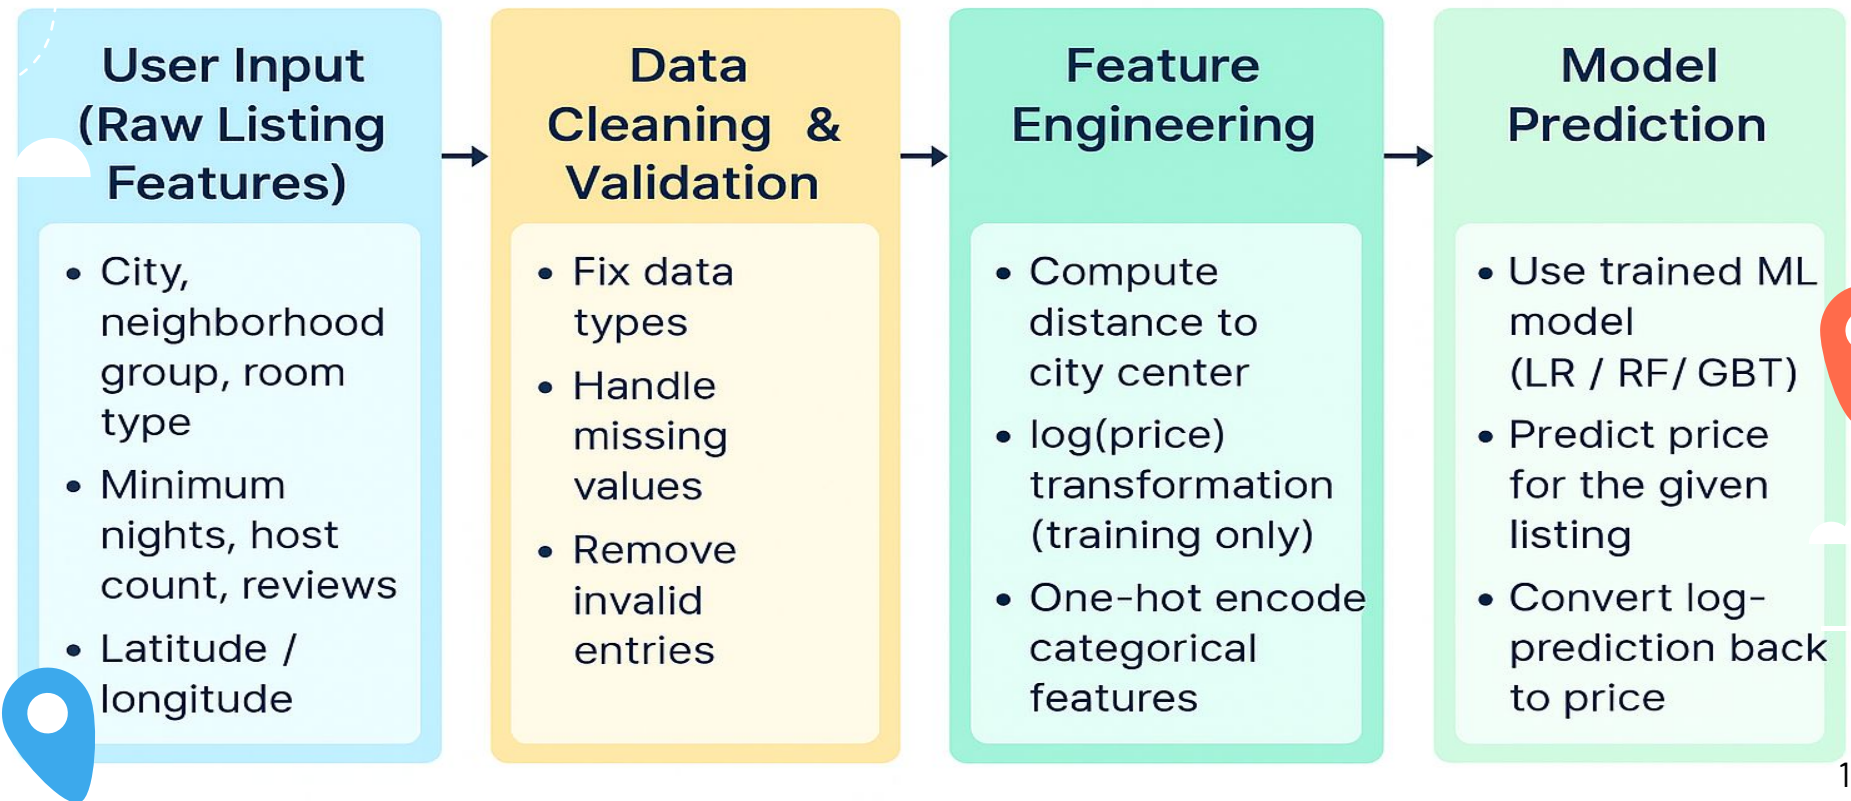 User Input
(Raw Listing
Features)
• City,
neighborhood
group, room
type
• Minimum
nights, host
count, reviews
• Latitude /
longitude
Data
Cleaning &
Validation
• Fix data
types
• Handle
missing
values
• Remove
invalid
entries
Feature
Engineering
• Compute
distance to
city center
• log(price)
transformation
(training only)
• One-hot encode
categorical
features
Model
Prediction
• Use trained ML
model
(LR / RF/ GBT)
• Predict price
for the given
listing
• Convert log-
prediction back
to price
1